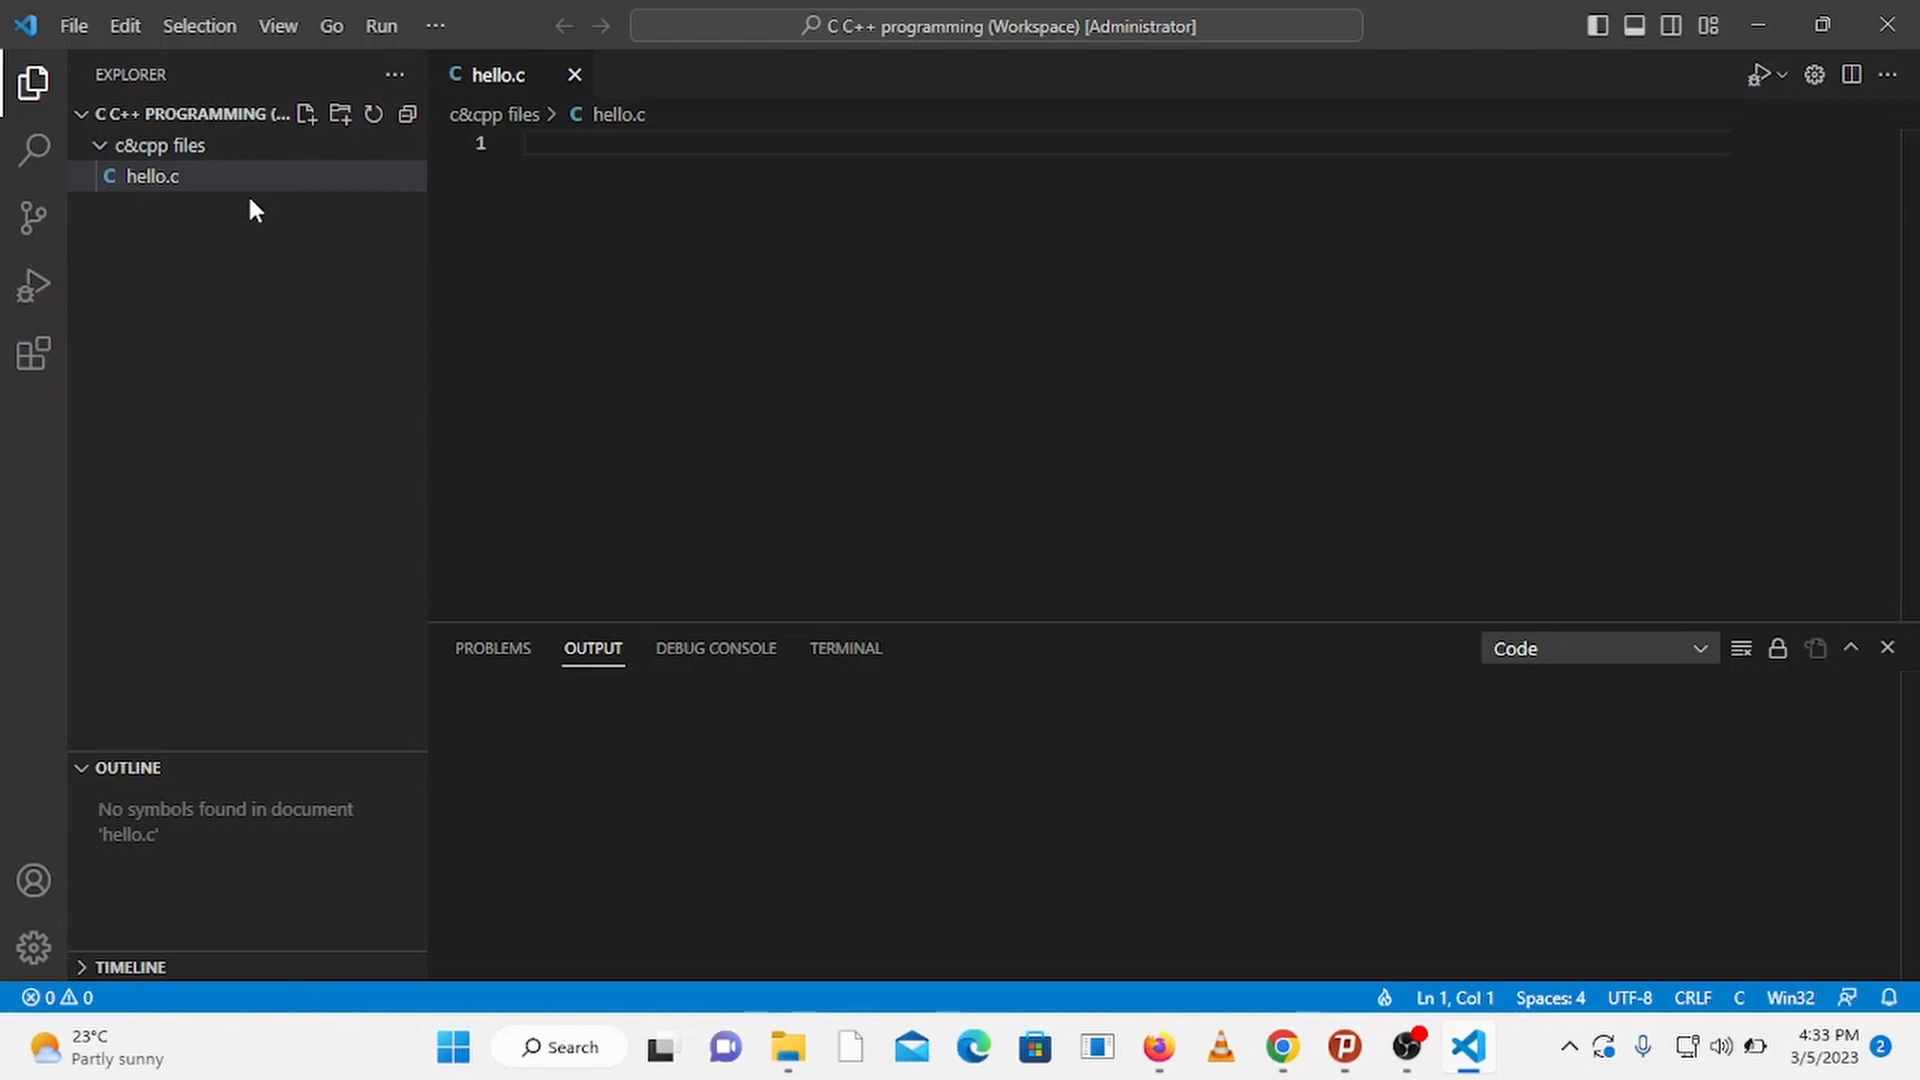 File Edit Selection View Go Run ···
C C++ programming (Workspace) [Administrator]
EXPLORER
C C++ PROGRAMMING (...
c&cpp files
C hello.c
C hello.c
c&cpp files > C hello.c
1
PROBLEMS OUTPUT DEBUG CONSOLE TERMINAL
Code
OUTLINE
No symbols found in document
'hello.c'
TIMELINE
0 0
Ln 1, Col 1 Spaces: 4 UTF-8 CRLF C Win32
23°C
Partly sunny
Search
4:33 PM
3/5/2023
2